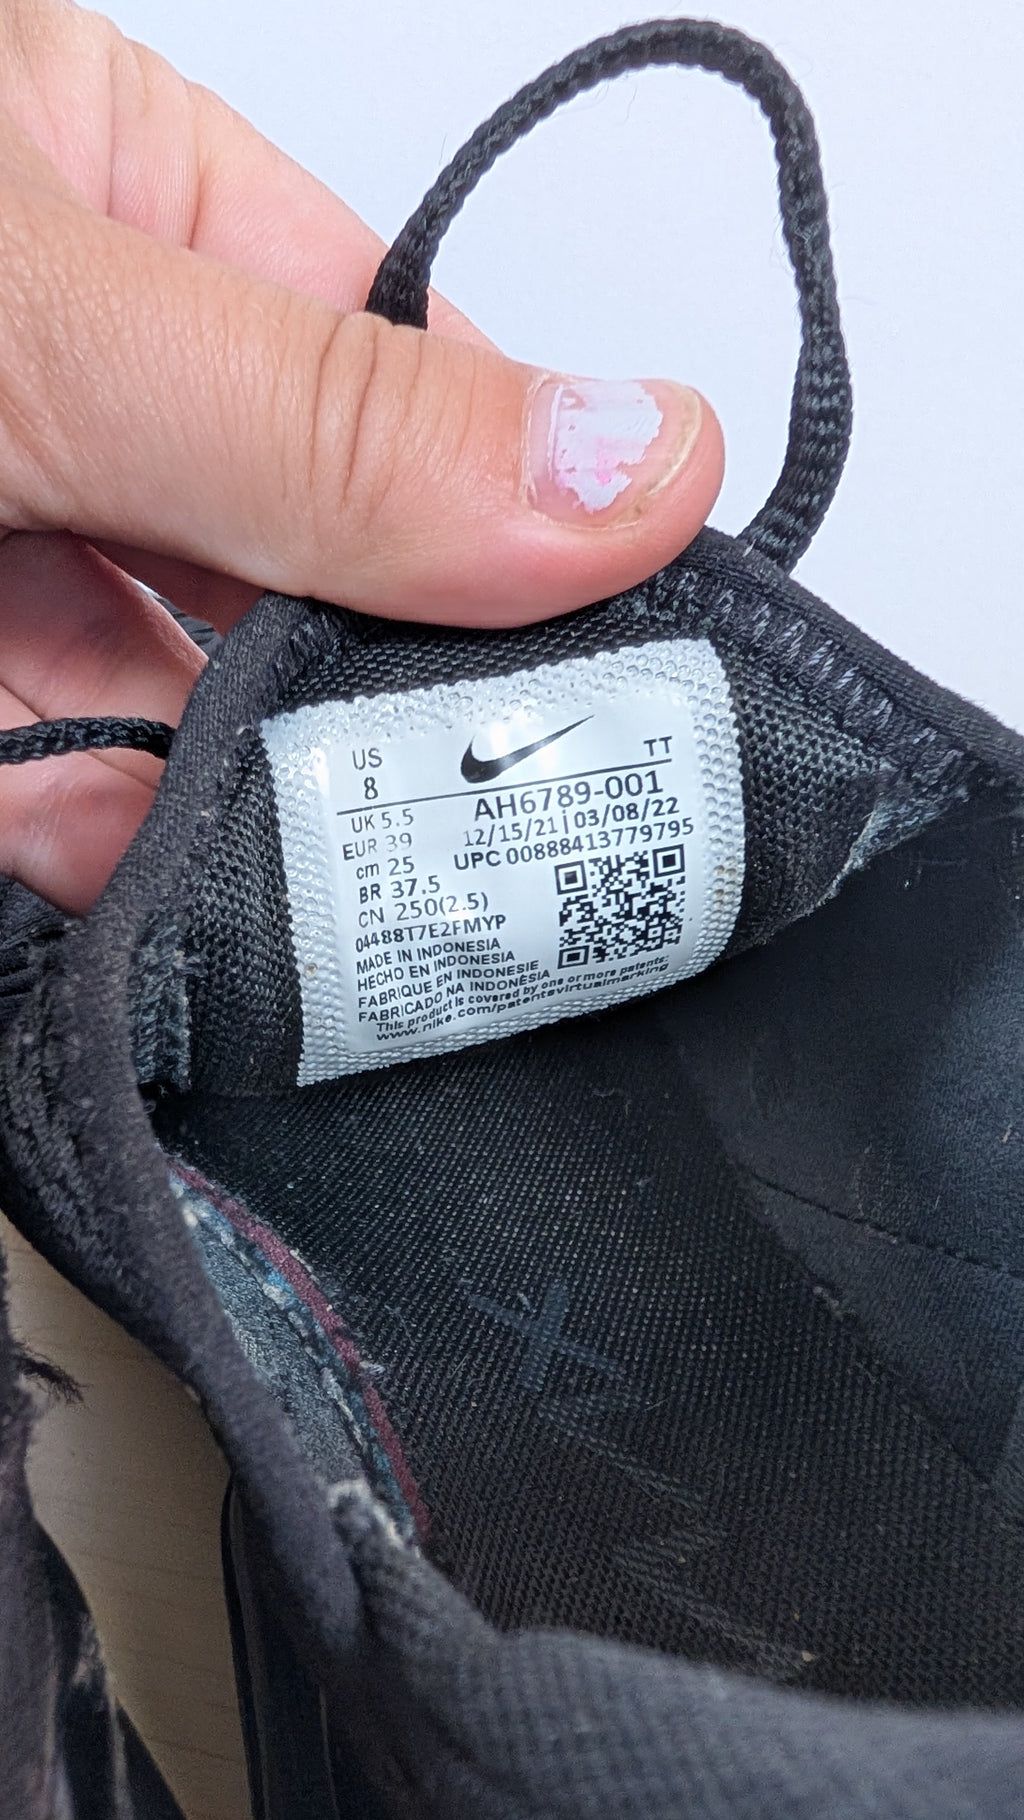 US
8
TT
AH6789-001
UK 5.5
12/15/21|03/08/22
EUR 39
UPC 00888413779795
cm 25
BR 37.5
CN 250(2.5)
04488T7E2FMYP
MADE IN INDONESIA
HECHO EN INDONESIA
FABRIQUE EN INDONESIE
FABRICADO NA INDONÉSIA
This product is covered by one or more patents:
www.nike.com/patentsvirtualmarking